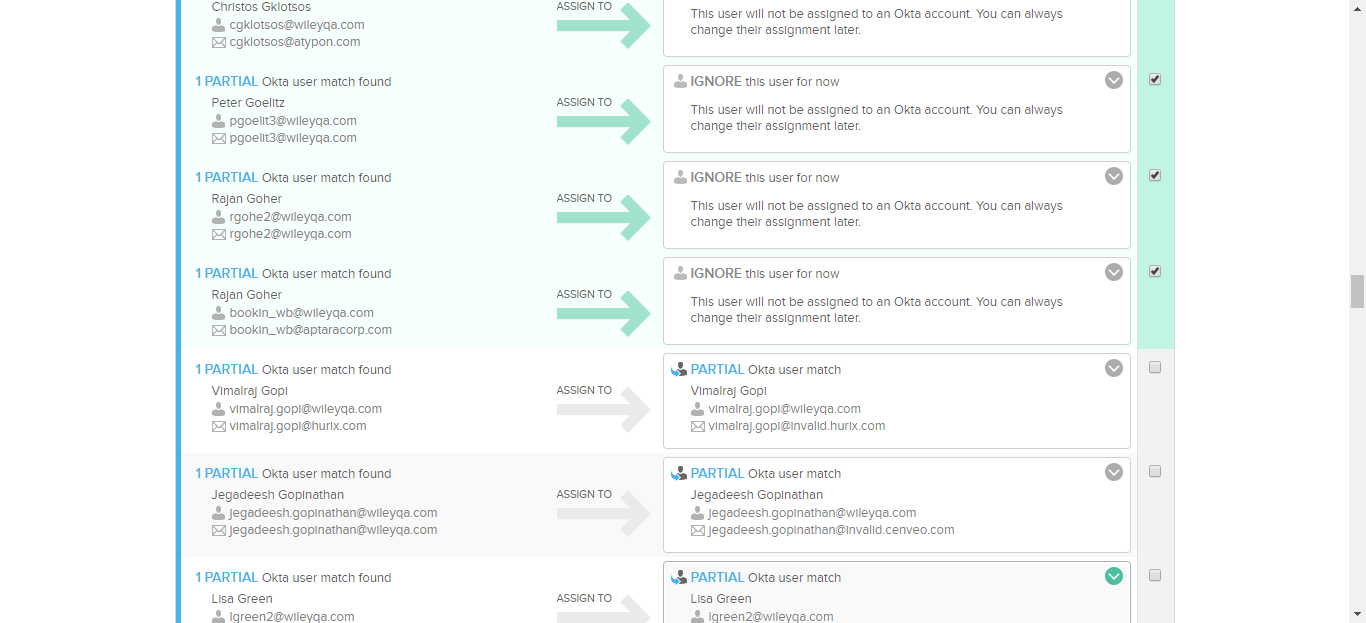 Christos Gklotsos
cgklotsos@wileyqa.com
cgklotsos@atypon.com
ASSIGN TO
This user will not be assigned to an Okta account. You can always
change their assignment later.
1 PARTIAL Okta user match found
Peter Goelitz
pgoelit3@wileyqa.com
pgoelit3@wileyqa.com
ASSIGN TO
IGNORE this user for now
This user will not be assigned to an Okta account. You can always
change their assignment later.
1 PARTIAL Okta user match found
Rajan Goher
rgohe2@wileyqa.com
rgohe2@wileyqa.com
ASSIGN TO
IGNORE this user for now
This user will not be assigned to an Okta account. You can always
change their assignment later.
1 PARTIAL Okta user match found
Rajan Goher
bookin_wb@wileyqa.com
bookin_wb@aptaracorp.com
ASSIGN TO
IGNORE this user for now
This user will not be assigned to an Okta account. You can always
change their assignment later.
1 PARTIAL Okta user match found
Vimalraj Gopi
vimalraj.gopi@wileyqa.com
vimalraj.gopi@hurix.com
ASSIGN TO
PARTIAL Okta user match
Vimalraj Gopi
vimalraj.gopi@wileyqa.com
vimalraj.gopi@invalid.hurix.com
1 PARTIAL Okta user match found
Jegadeesh Gopinathan
jegadeesh.gopinathan@wileyqa.com
jegadeesh.gopinathan@wileyqa.com
ASSIGN TO
PARTIAL Okta user match
Jegadeesh Gopinathan
jegadeesh.gopinathan@wileyqa.com
jegadeesh.gopinathan@invalid.cenveo.com
1 PARTIAL Okta user match found
Lisa Green
lgreen2@wileyqa.com
ASSIGN TO
PARTIAL Okta user match
Lisa Green
lgreen2@wileyqa.com